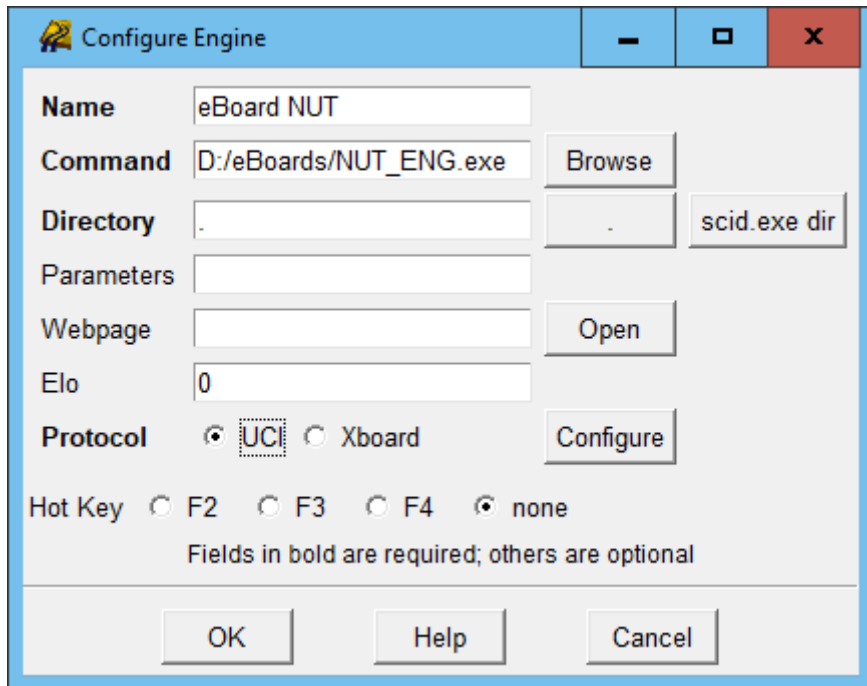 Configure Engine
Name eBoard NUT
Command D:/eBoards/NUT_ENG.exe Browse
Directory . . scid.exe dir
Parameters
Webpage Open
Elo 0
Protocol UCI Xboard Configure
Hot Key F2 F3 F4 none
Fields in bold are required; others are optional
OK Help Cancel